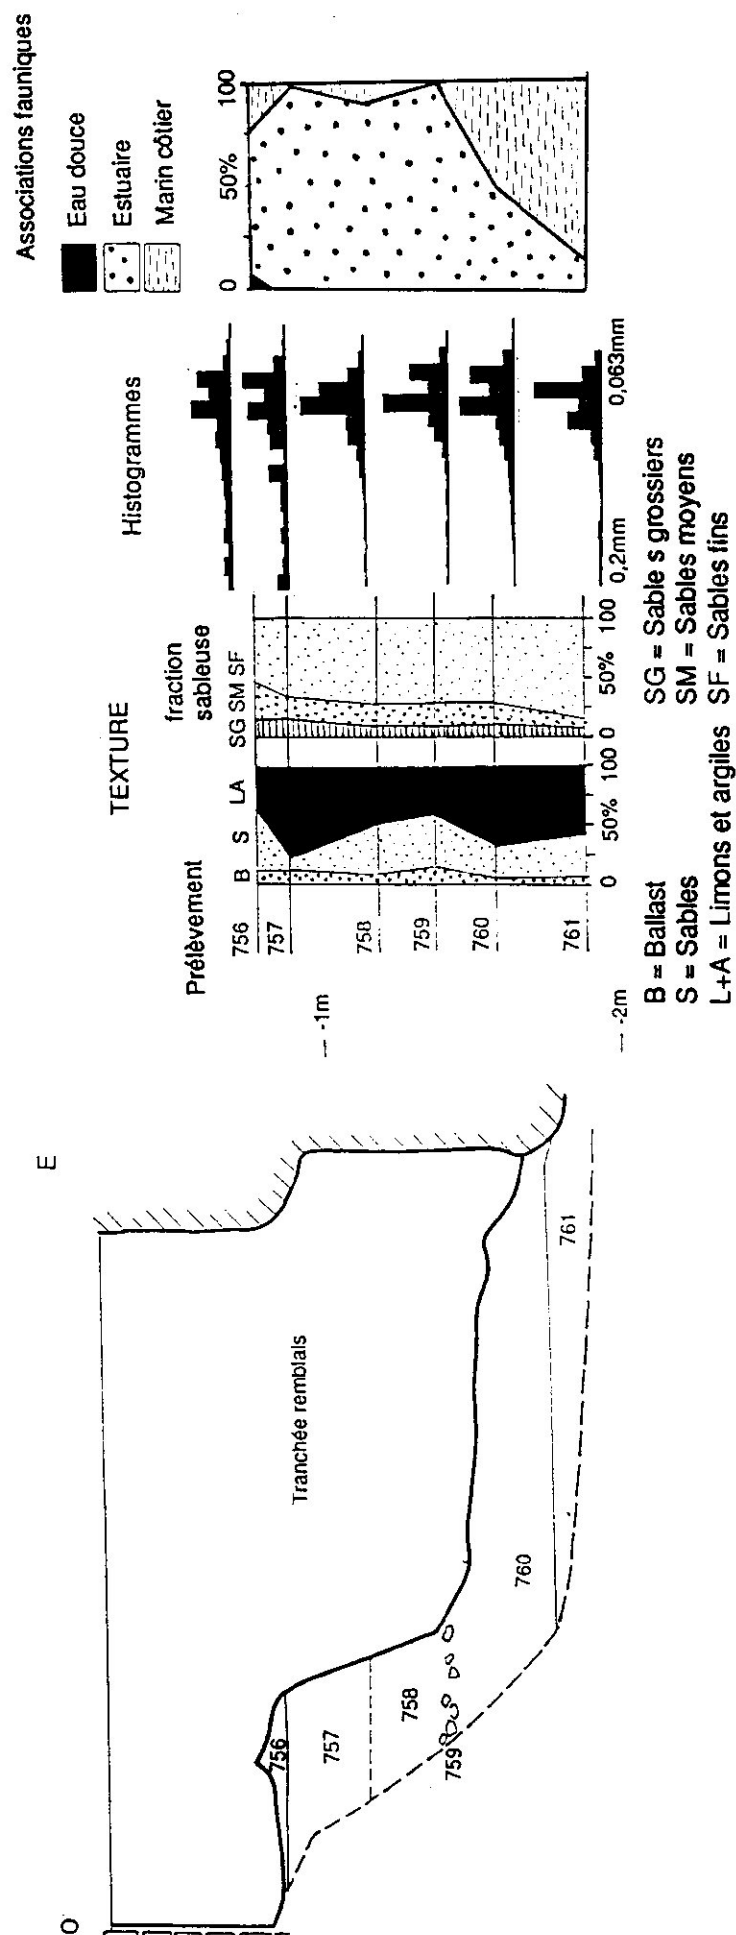 O
E
Tranchée remblais
756
757
758
759
760
761
--- -1m
--- -2m
Prélèvement
756
757
758
759
760
761
TEXTURE
B S LA
fraction
sableuse
SG SM SF
0 50% 100
0 50% 100
Histogrammes
0,2mm 0,063mm
Associations fauniques
Eau douce
Estuaire
Marin côtier
0 50% 100
B = Ballast
S = Sables
L+A = Limons et argiles
SG = Sable s grossiers
SM = Sables moyens
SF = Sables fins